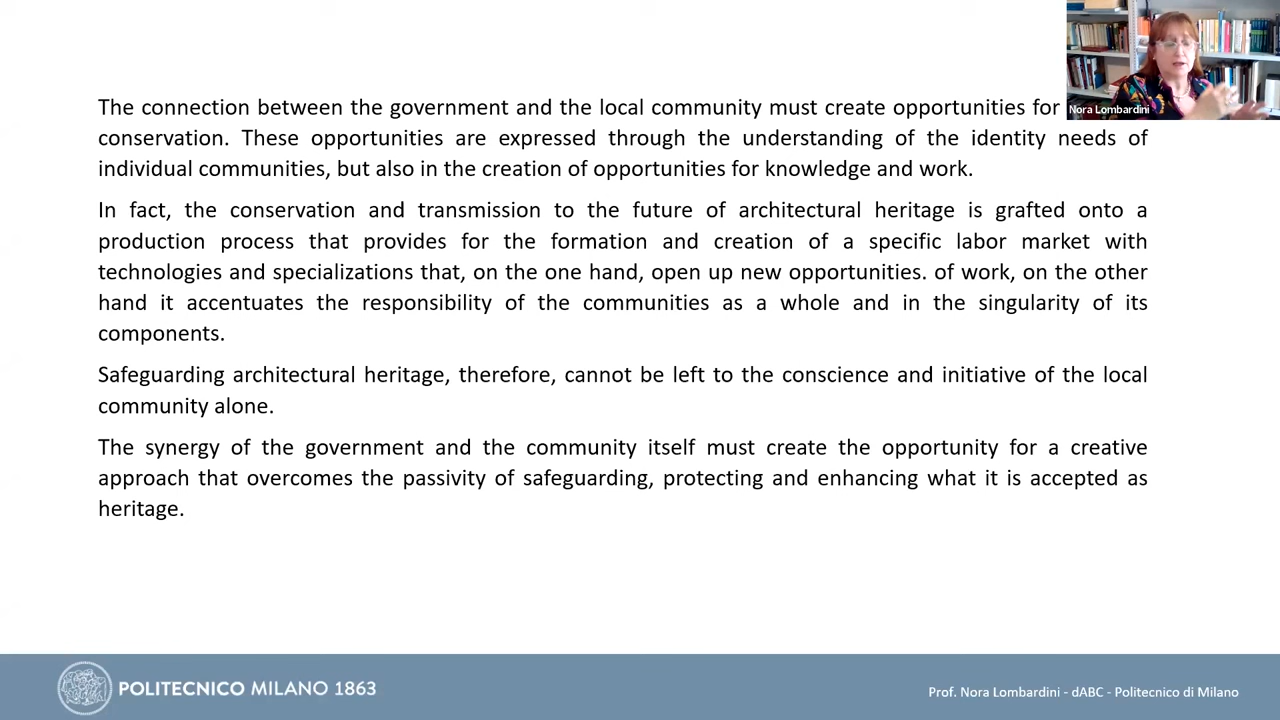 The connection between the government and the local community must create opportunities for
conservation. These opportunities are expressed through the understanding of the identity needs of
individual communities, but also in the creation of opportunities for knowledge and work.
In fact, the conservation and transmission to the future of architectural heritage is grafted onto a
production process that provides for the formation and creation of a specific labor market with
technologies and specializations that, on the one hand, open up new opportunities. of work, on the other
hand it accentuates the responsibility of the communities as a whole and in the singularity of its
components.
Safeguarding architectural heritage, therefore, cannot be left to the conscience and initiative of the local
community alone.
The synergy of the government and the community itself must create the opportunity for a creative
approach that overcomes the passivity of safeguarding, protecting and enhancing what it is accepted as
heritage.
Nora Lombardini
POLITECNICO MILANO 1863
Prof. Nora Lombardini - dABC - Politecnico di Milano